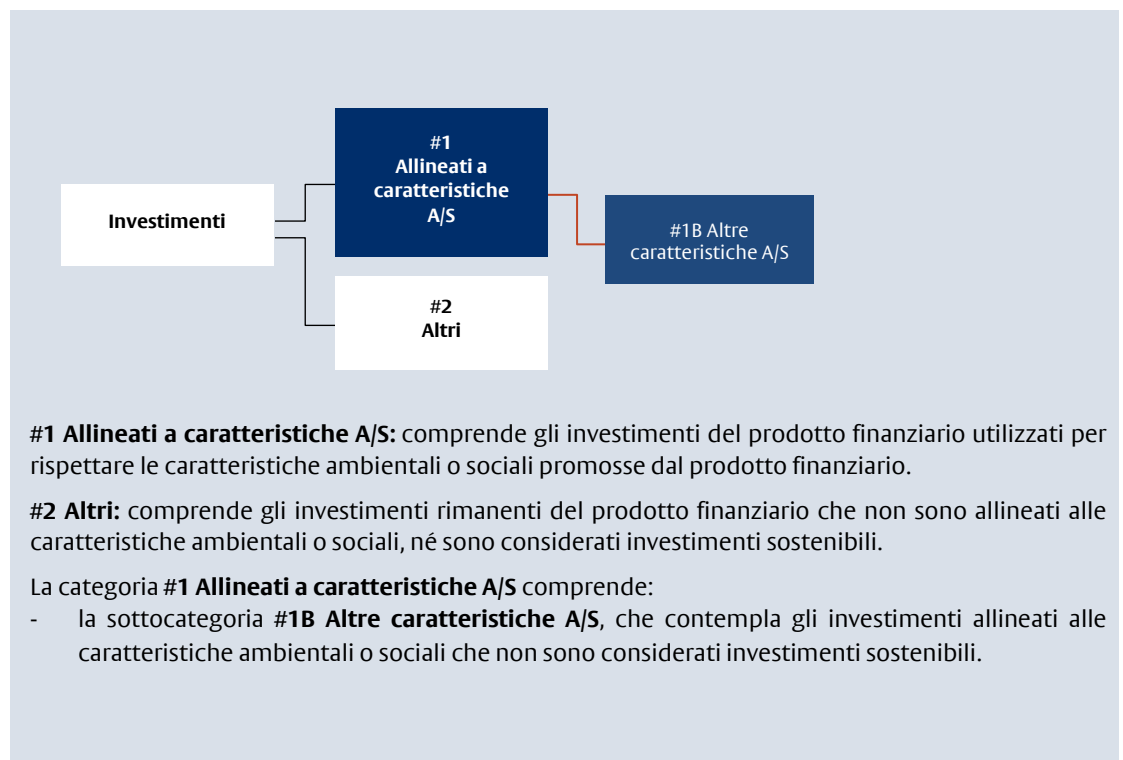 #1
Allineati a
caratteristiche
A/S
Investimenti
#1B Altre
caratteristiche A/S
#2
Altri
#1 Allineati a caratteristiche A/S: comprende gli investimenti del prodotto finanziario utilizzati per
rispettare le caratteristiche ambientali o sociali promosse dal prodotto finanziario.
#2 Altri: comprende gli investimenti rimanenti del prodotto finanziario che non sono allineati alle
caratteristiche ambientali o sociali, né sono considerati investimenti sostenibili.
La categoria #1 Allineati a caratteristiche A/S comprende:
- la sottocategoria #1B Altre caratteristiche A/S, che contempla gli investimenti allineati alle
caratteristiche ambientali o sociali che non sono considerati investimenti sostenibili.